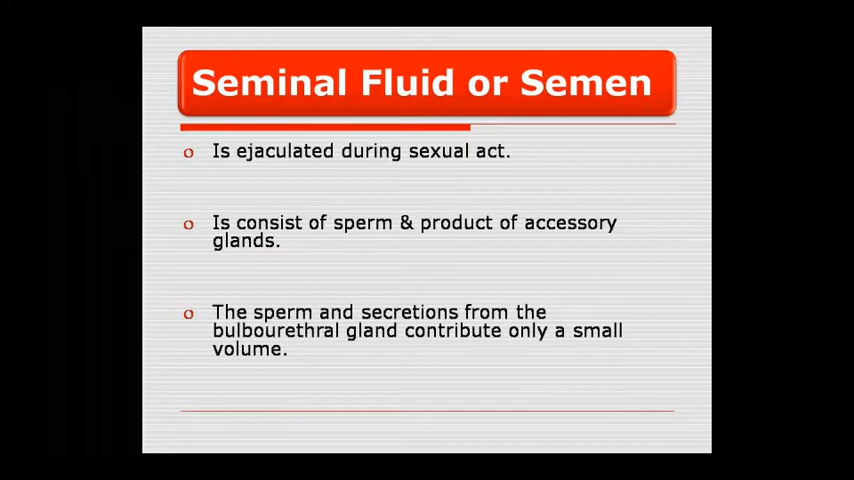 Seminal Fluid or Semen
o Is ejaculated during sexual act.
o Is consist of sperm & product of accessory
glands.
o The sperm and secretions from the
bulbourethral gland contribute only a small
volume.